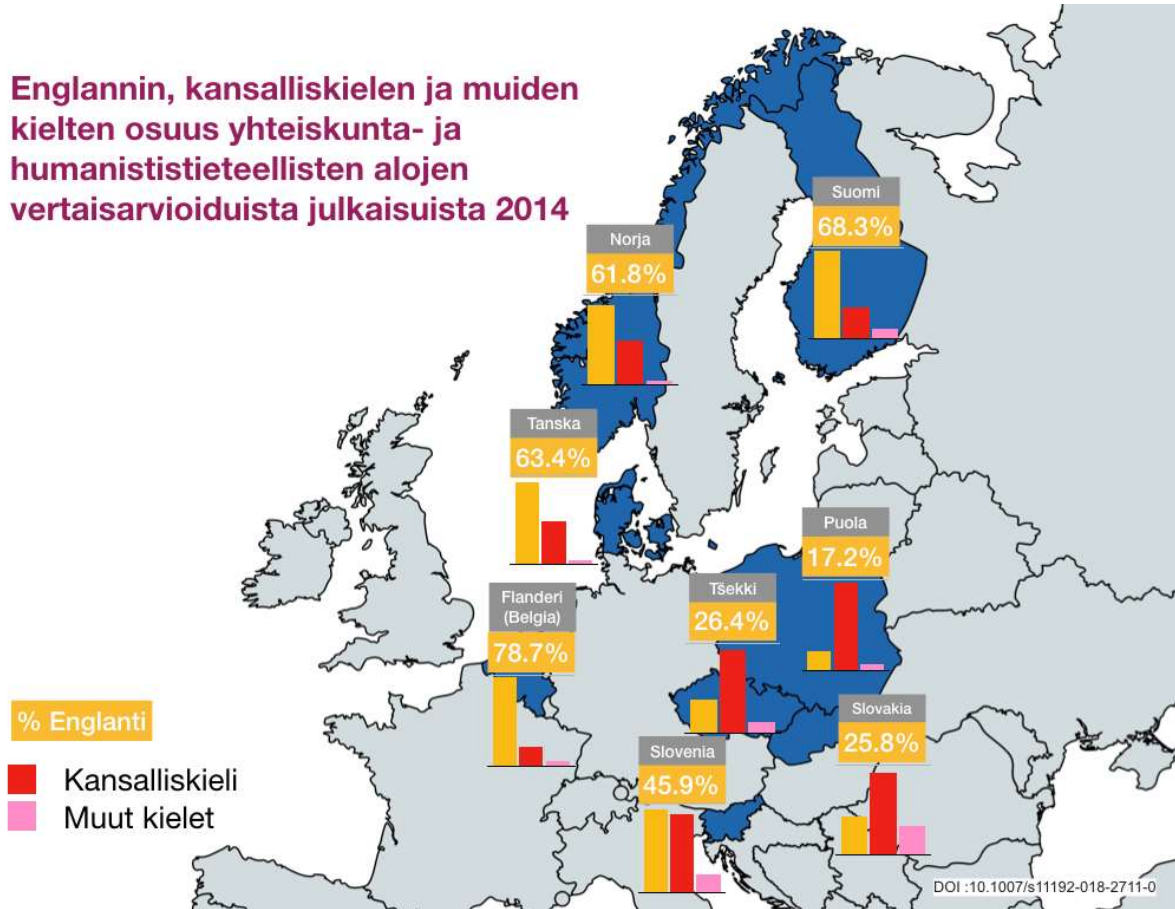 Englannin, kansalliskielen ja muiden
kielten osuus yhteiskunta- ja
humanististieteellisten alojen
vertaisarvioiduista julkaisuista 2014
Suomi
68.3%
Norja
61.8%
Tanska
63.4%
Puola
17.2%
Tšekki
26.4%
Flanderi
(Belgia)
78.7%
Slovakia
25.8%
Slovenia
45.9%
% Englanti
Kansalliskieli
Muut kielet
DOI :10.1007/s11192-018-2711-0